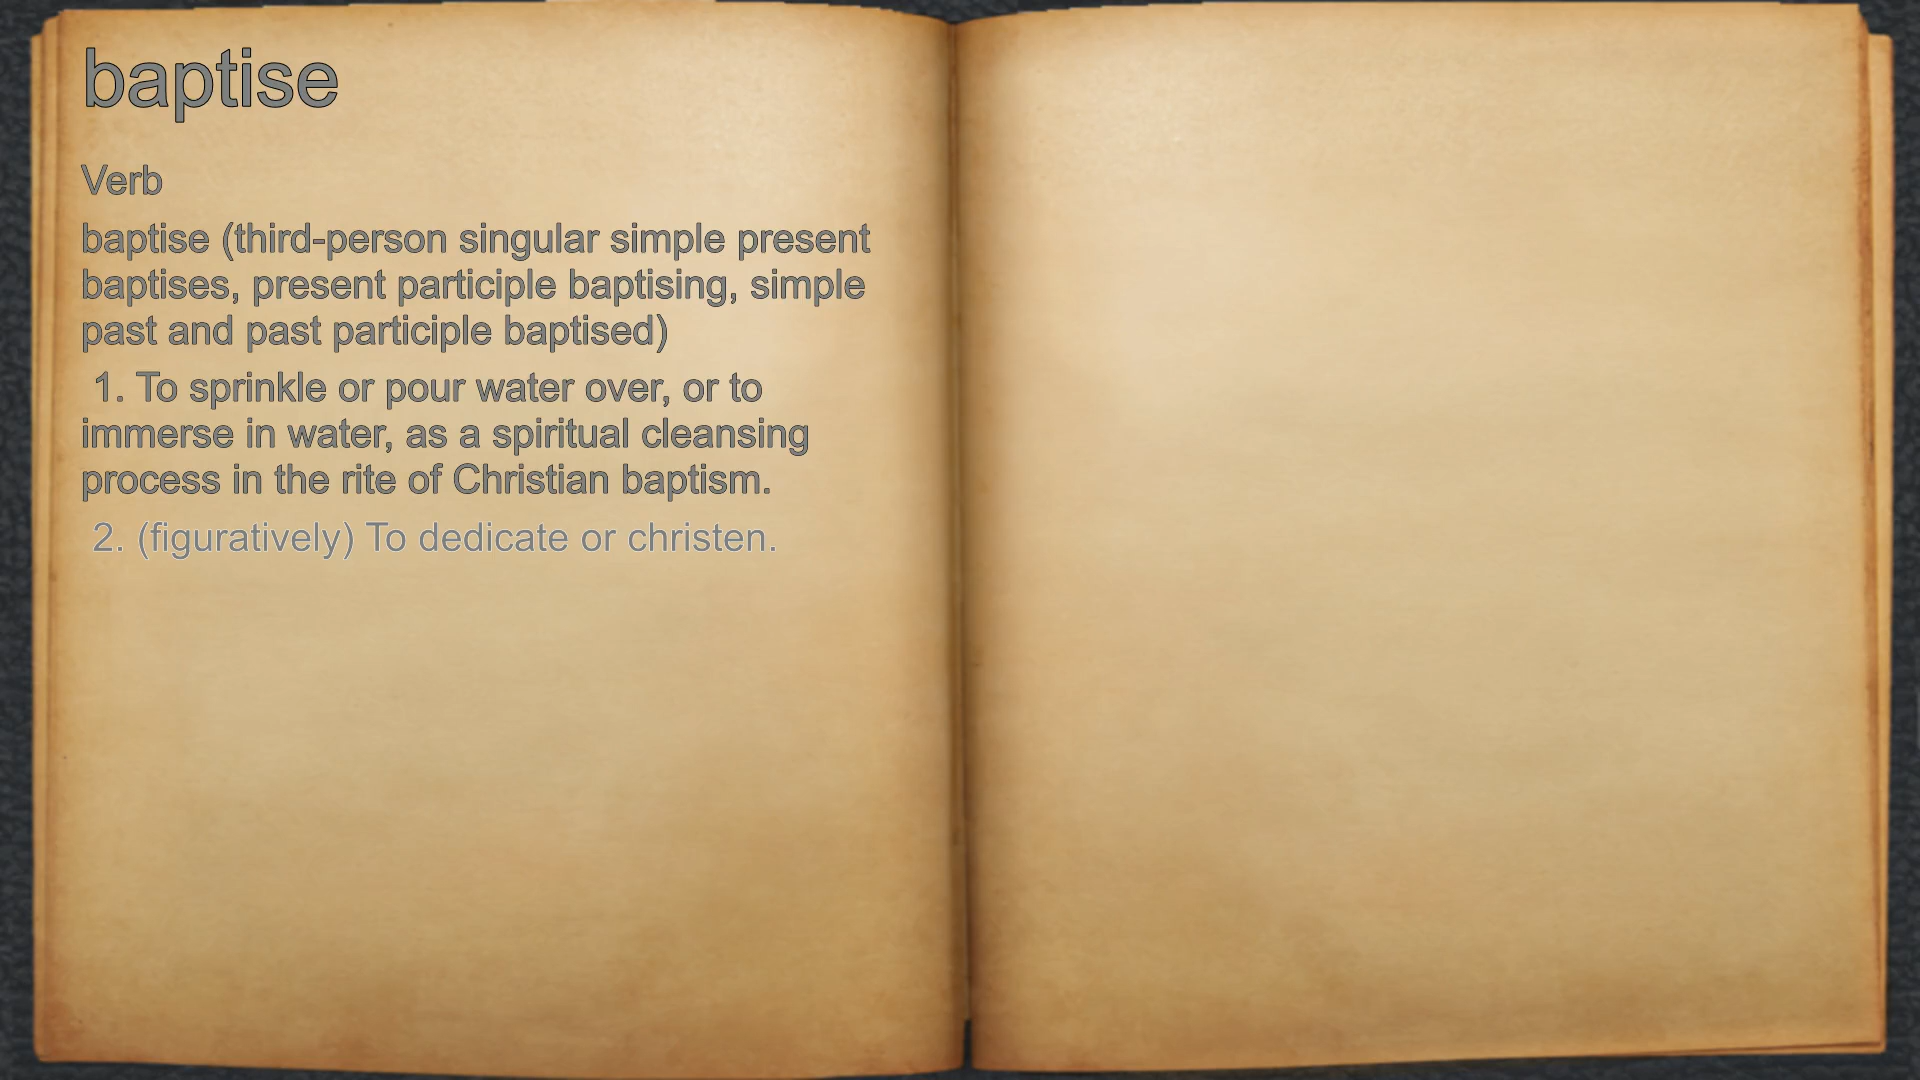 baptise
Verb
baptise (third-person singular simple present
baptises, present participle baptising, simple
past and past participle baptised)
1. To sprinkle or pour water over, or to
immerse in water, as a spiritual cleansing
process in the rite of Christian baptism.
2. (figuratively) To dedicate or christen.